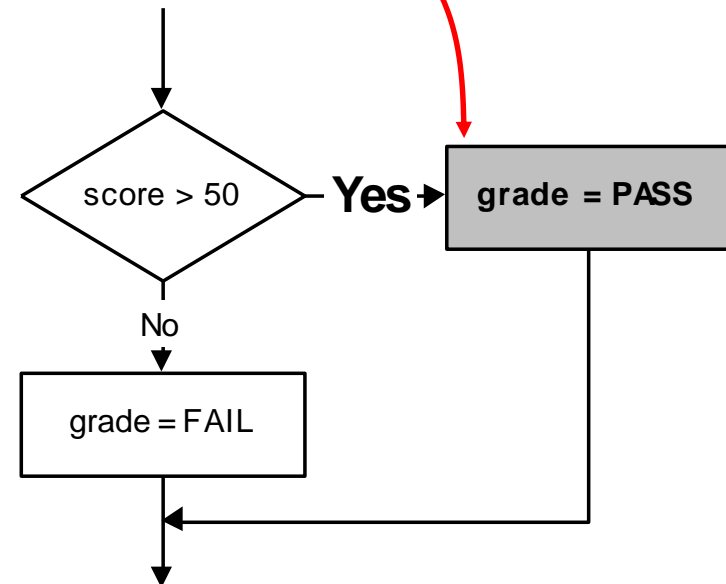 score > 50
Yes
grade = PASS
No
grade = FAIL